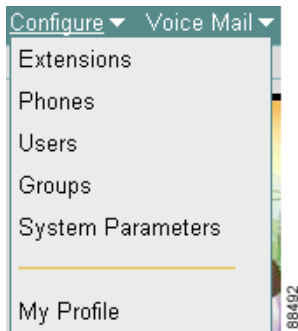 Configure ▼ Voice Mail ▼
Extensions
Phones
Users
Groups
System Parameters
My Profile
88492